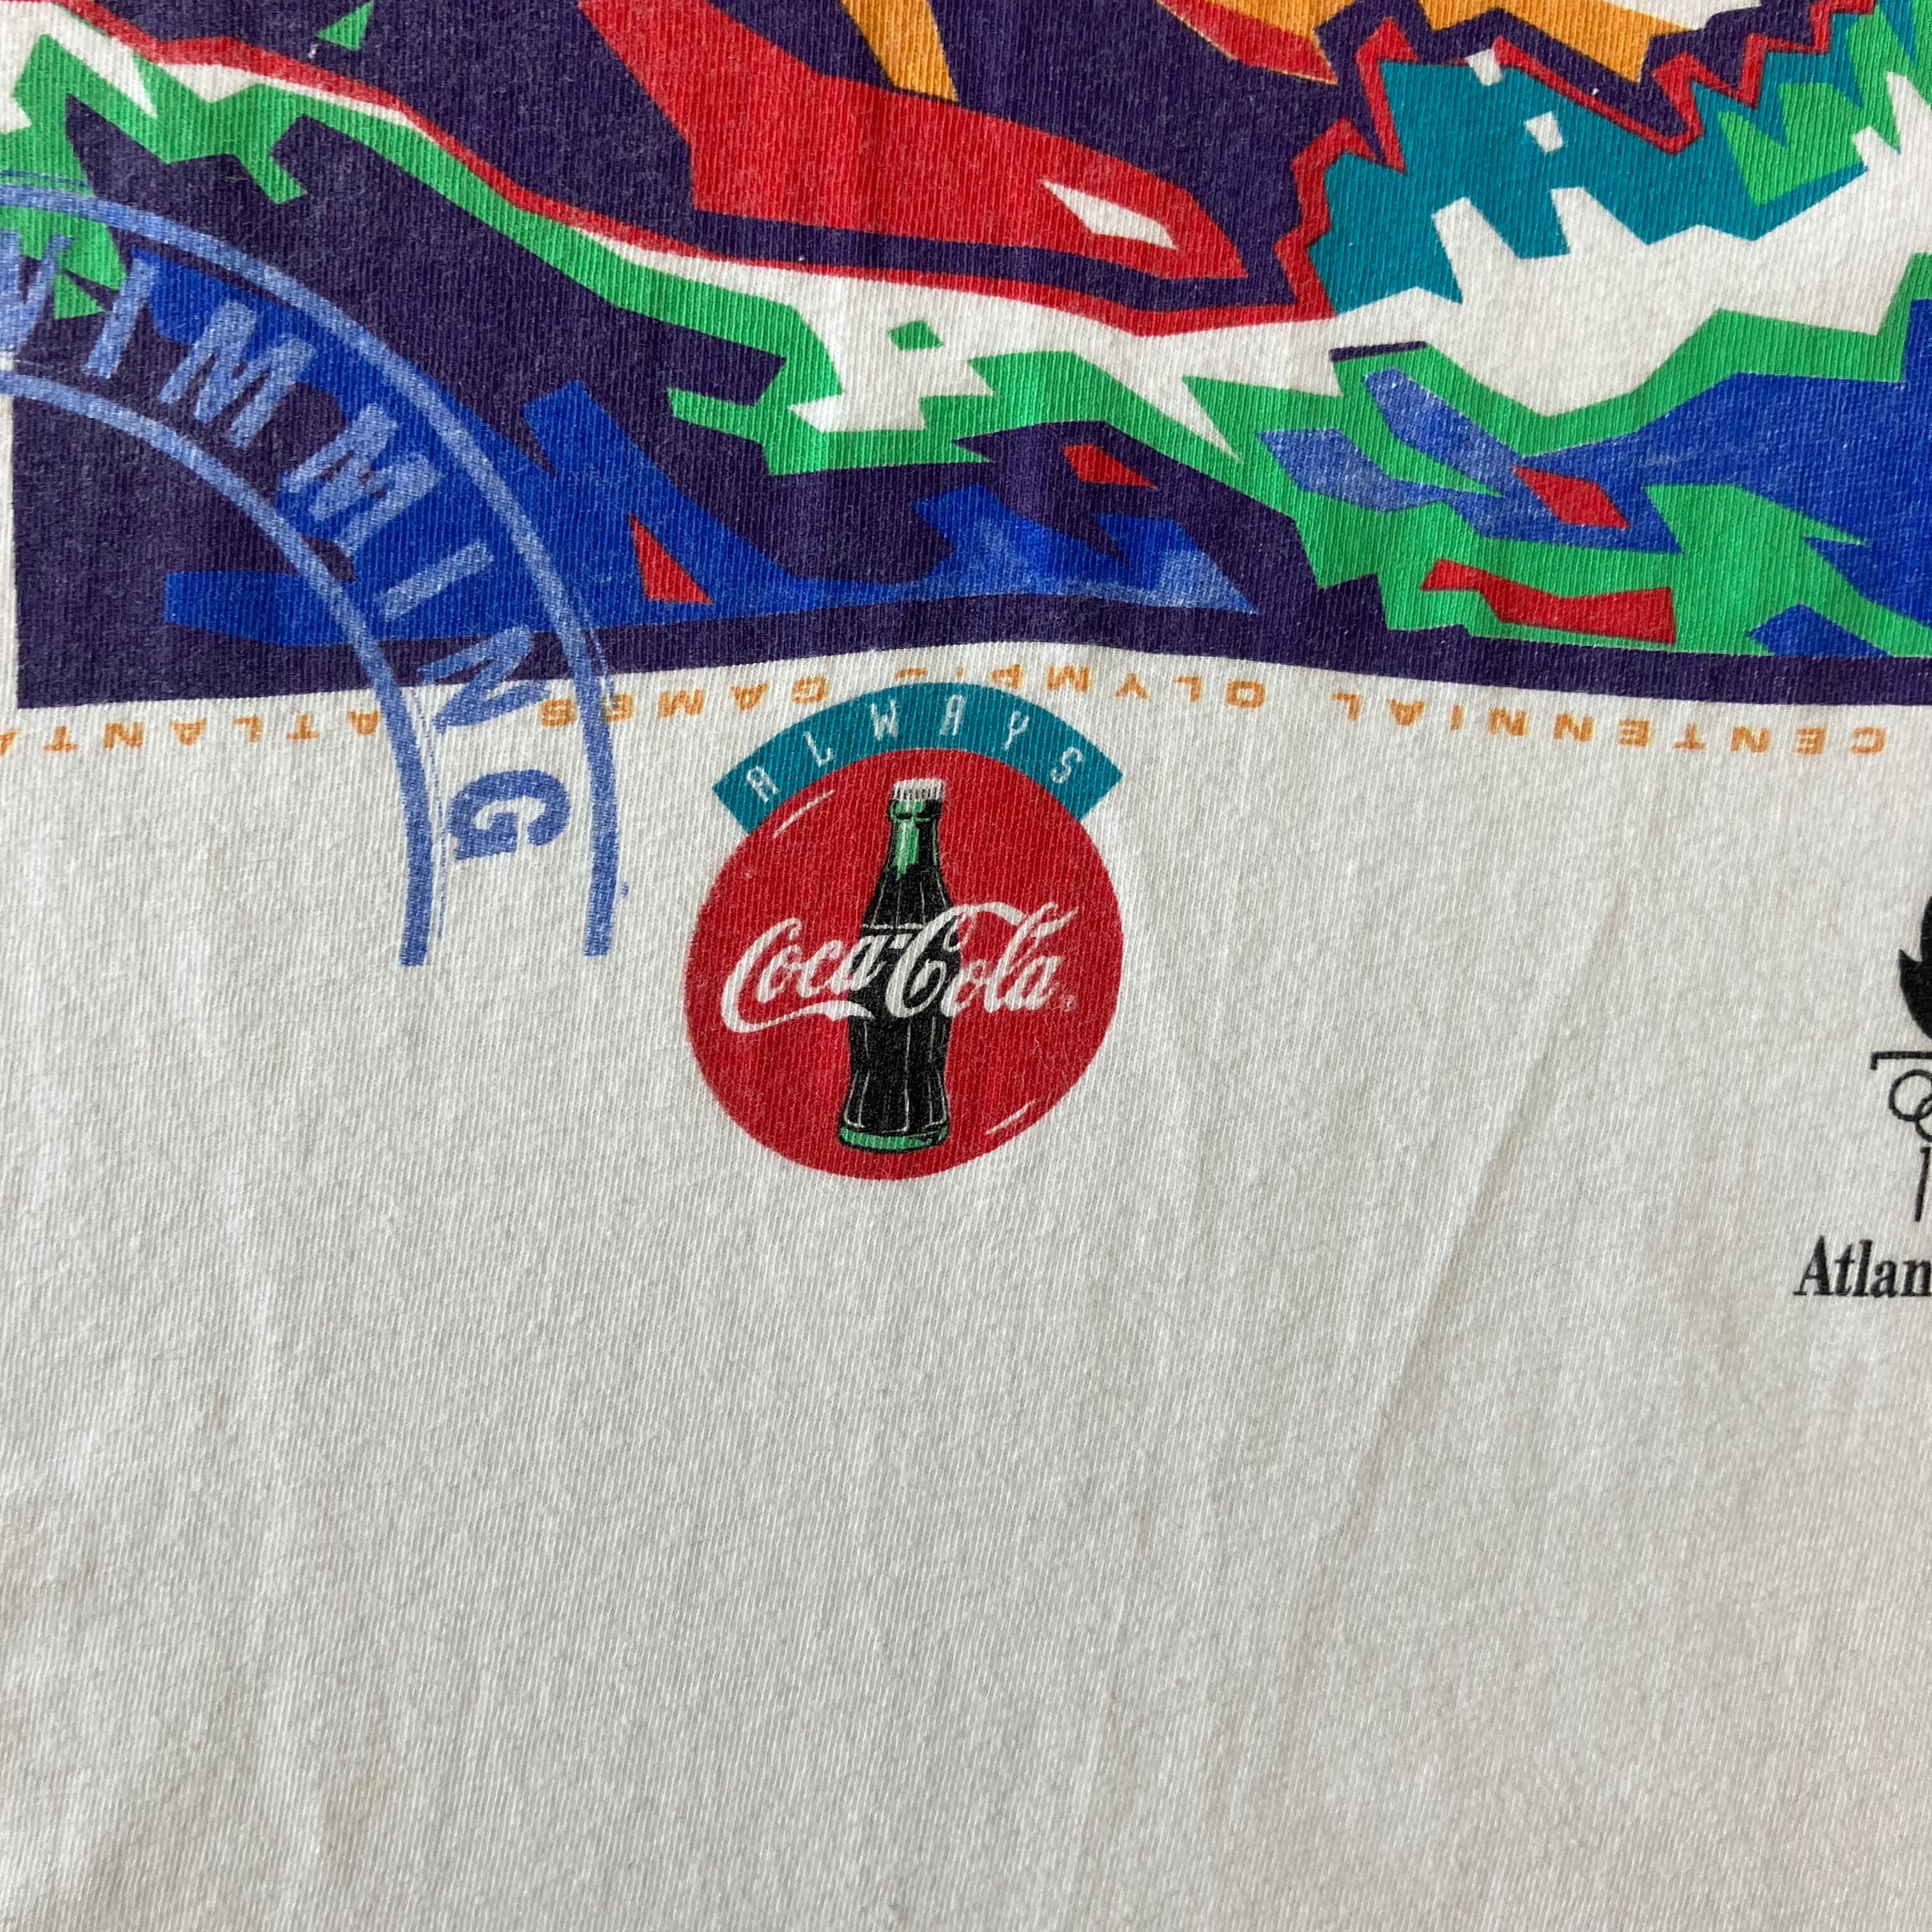 IMMING
CENTENNIAL OLYMPIC GAMES ATLANTA
ALWAYS
Coca-Cola
Atlan